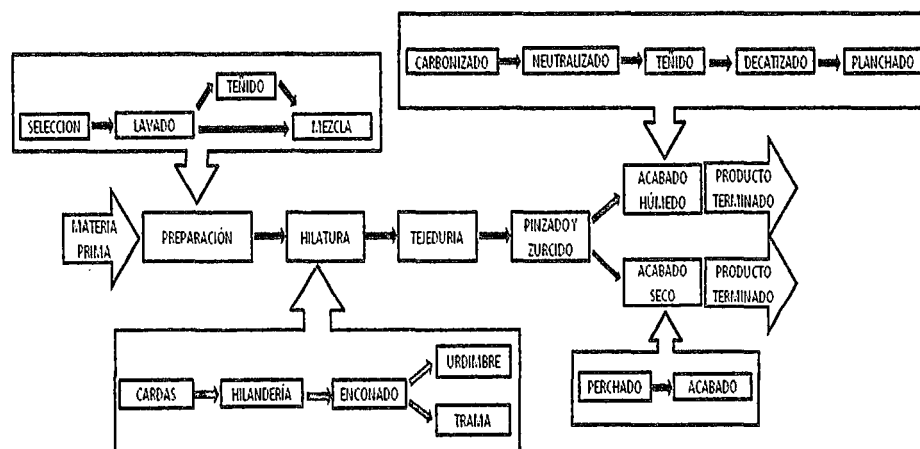 CARBONIZADO
NEUTRALIZADO
TEÑIDO
DECATIZADO
PLANCHADO
TEÑIDO
SELECCION
LAVADO
MEZCLA
MATERIA
PRIMA
PREPARACIÓN
HILATURA
TEJEDURIA
PINZADO Y
ZURCIDO
ACABADO
HÚMEDO
PRODUCTO
TERMINADO
ACABADO
SECO
PRODUCTO
TERMINADO
CARDAS
HILANDERÍA
ENCONADO
URDIMBRE
TRAMA
PERCHADO
ACABADO